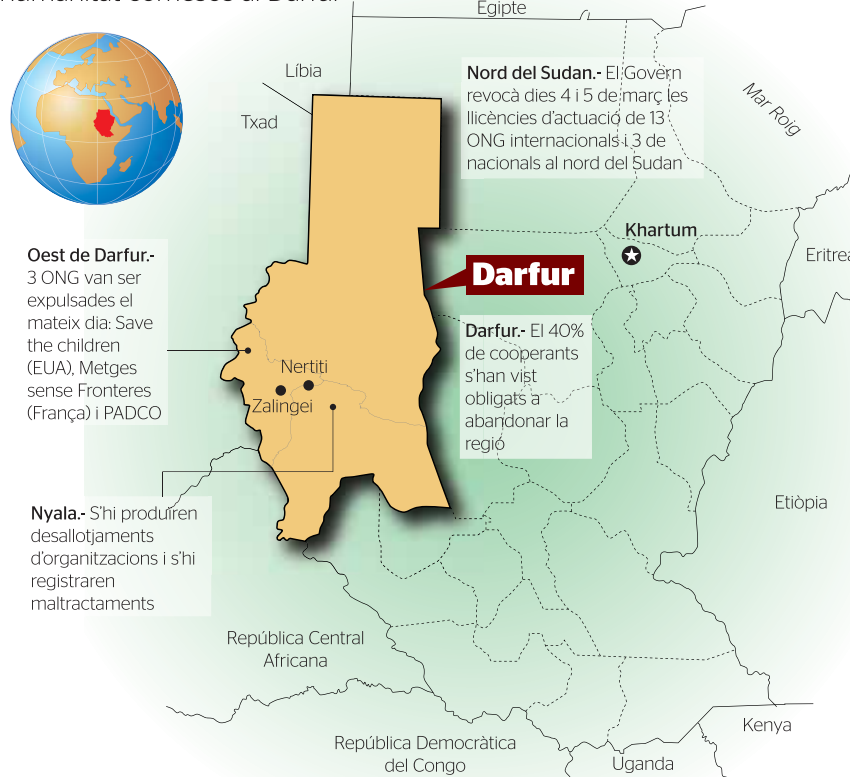 Egipte
Líbia
Txad
Mar Roig
Nord del Sudan.- El Govern
revocà dies 4 i 5 de març les
llicències d'actuació de 13
ONG internacionals i 3 de
nacionals al nord del Sudan
Khartum
Eritrea
Oest de Darfur.-
3 ONG van ser
expulsades el
mateix dia: Save
the children
(EUA), Metges
sense Fronteres
(França) i PADCO
Darfur
Darfur.- El 40%
de cooperants
s'han vist
obligats a
abandonar la
regió
Nertiti
Zalingei
Nyala.- S'hi produïren
desallotjaments
d'organitzacions i s'hi
registraren
maltractaments
Etiòpia
República Central
Africana
República Democràtica
del Congo
Uganda
Kenya